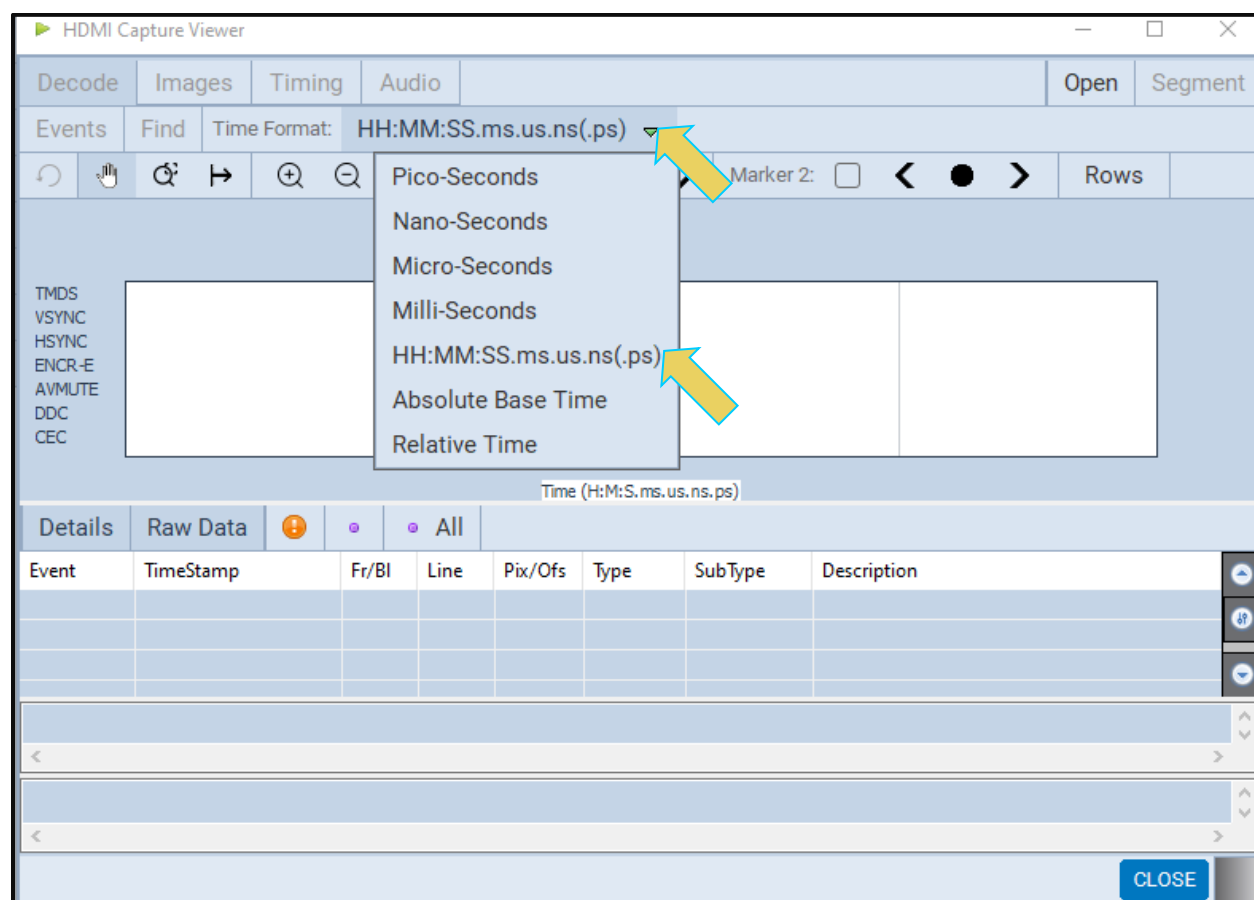 HDMI Capture Viewer
Decode Images Timing Audio Open Segment
Events Find Time Format: HH:MM:SS.ms.us.ns(.ps)
Marker 2: Rows
Pico-Seconds
Nano-Seconds
Micro-Seconds
Milli-Seconds
HH:MM:SS.ms.us.ns(.ps)
Absolute Base Time
Relative Time
TMDS
VSYNC
HSYNC
ENCR-E
AVMUTE
DDC
CEC
Time (H:M:S.ms.us.ns.ps)
Details Raw Data All
Event TimeStamp Fr/Bl Line Pix/Ofs Type SubType Description
CLOSE